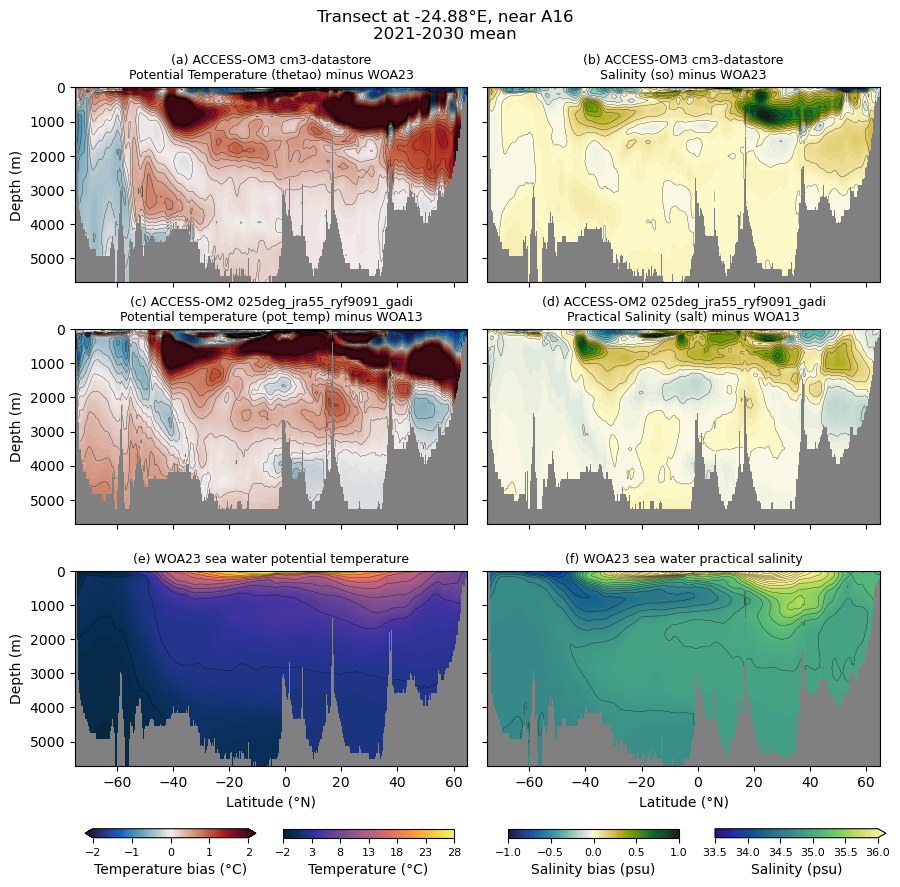 Transect at -24.88°E, near A16
2021-2030 mean
(a) ACCESS-OM3 cm3-datastore
Potential Temperature (thetao) minus WOA23
(b) ACCESS-OM3 cm3-datastore
Salinity (so) minus WOA23
0
1000
2000
3000
4000
5000
Depth (m)
(c) ACCESS-OM2 025deg_jra55_ryf9091_gadi
Potential temperature (pot_temp) minus WOA13
(d) ACCESS-OM2 025deg_jra55_ryf9091_gadi
Practical Salinity (salt) minus WOA13
0
1000
2000
3000
4000
5000
Depth (m)
(e) WOA23 sea water potential temperature
(f) WOA23 sea water practical salinity
0
1000
2000
3000
4000
5000
Depth (m)
−60 −40 −20 0 20 40 60
Latitude (°N)
−60 −40 −20 0 20 40 60
Latitude (°N)
−2 −1 0 1 2
Temperature bias (°C)
−2 3 8 13 18 23 28
Temperature (°C)
−1.0 −0.5 0.0 0.5 1.0
Salinity bias (psu)
33.5 34.0 34.5 35.0 35.5 36.0
Salinity (psu)